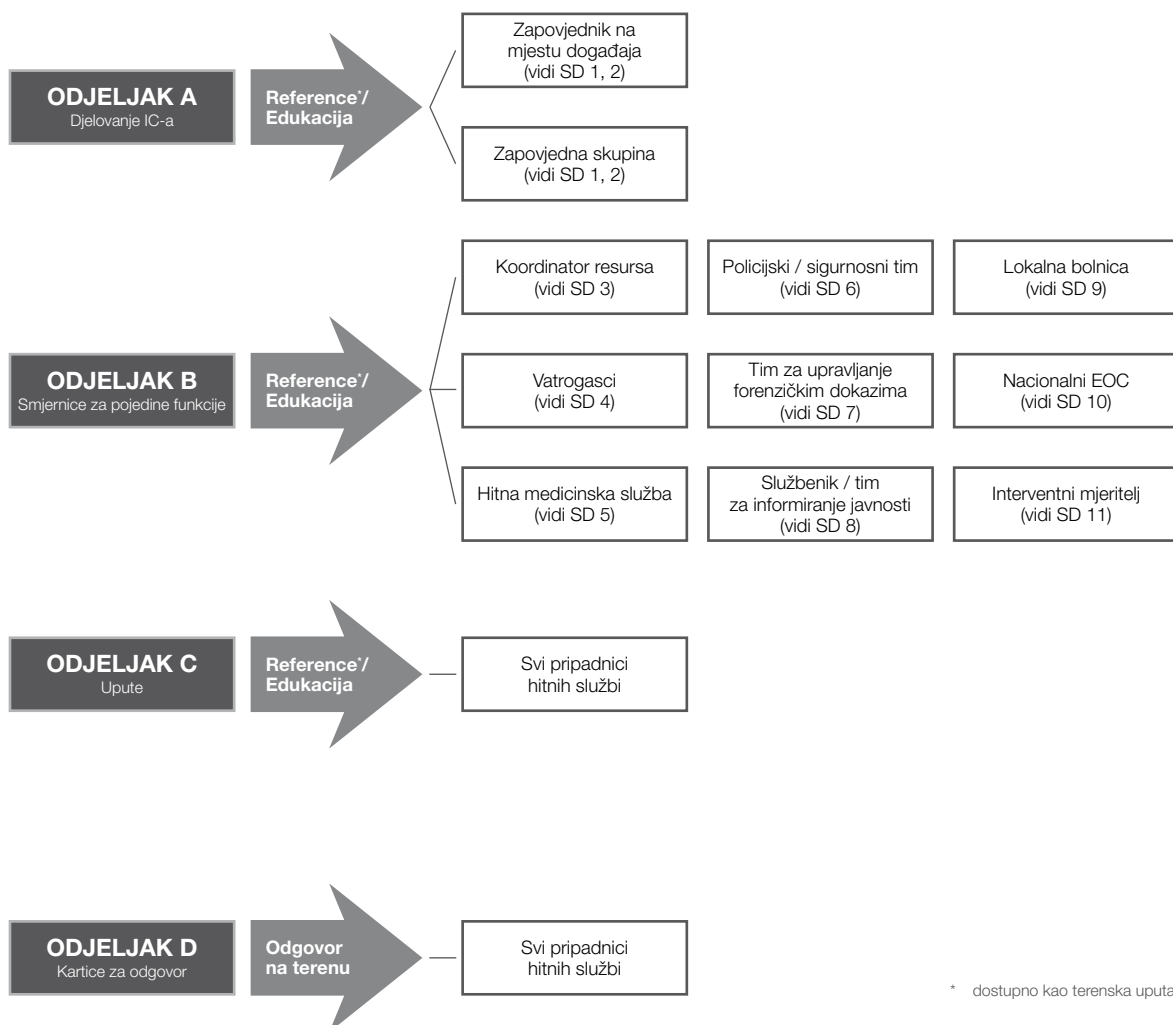 ODJELJAK A
Djelovanje IC-a
Reference*/
Edukacija
Zapovjednik na
mjestu događaja
(vidi SD 1, 2)
Zapovjedna skupina
(vidi SD 1, 2)
ODJELJAK B
Smjernice za pojedine funkcije
Reference*/
Edukacija
Koordinator resursa
(vidi SD 3)
Policijski / sigurnosni tim
(vidi SD 6)
Lokalna bolnica
(vidi SD 9)
Vatrogasci
(vidi SD 4)
Tim za upravljanje
forenzičkim dokazima
(vidi SD 7)
Nacionalni EOC
(vidi SD 10)
Hitna medicinska služba
(vidi SD 5)
Službenik / tim
za informiranje javnosti
(vidi SD 8)
Interventni mjeritelj
(vidi SD 11)
ODJELJAK C
Upute
Reference*/
Edukacija
Svi pripadnici
hitnih službi
ODJELJAK D
Kartice za odgovor
Odgovor
na terenu
Svi pripadnici
hitnih službi
* dostupno kao terenska uputa